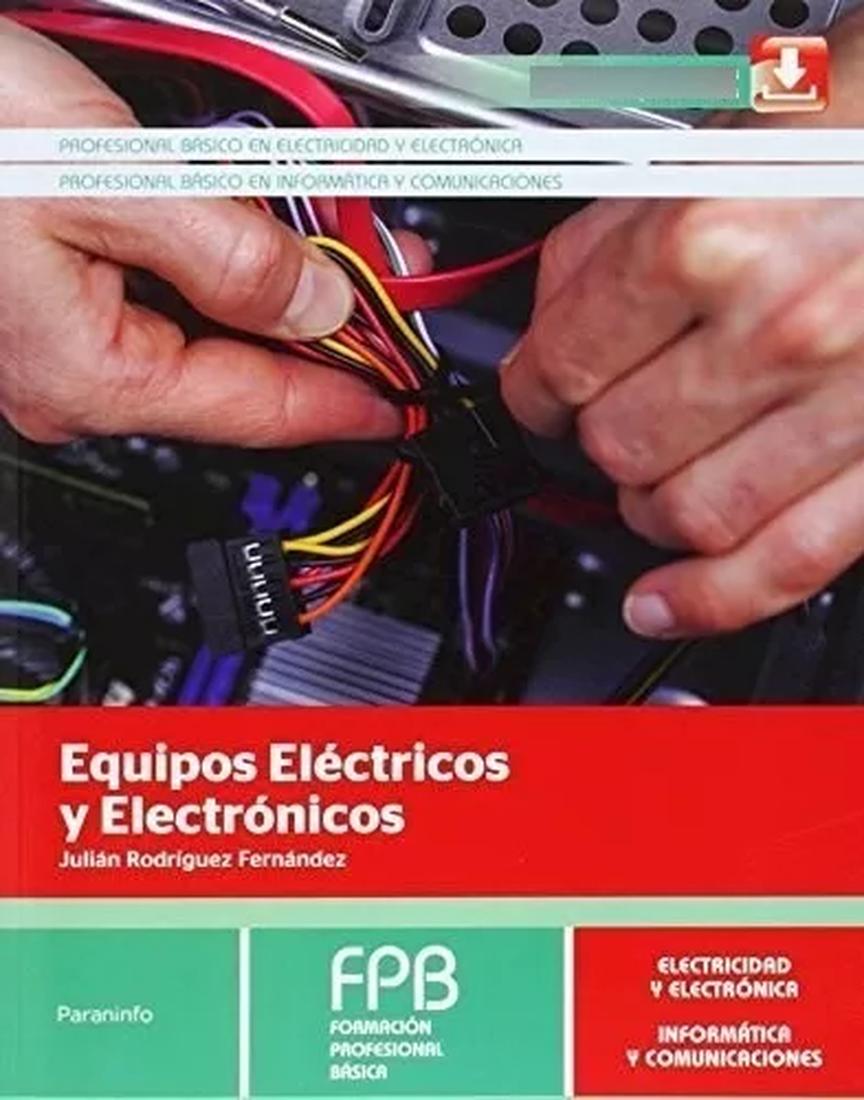 PROFESIONAL BÁSICO EN ELECTRICIDAD Y ELECTRÓNICA
PROFESIONAL BÁSICO EN INFORMÁTICA Y COMUNICACIONES
Equipos Eléctricos
y Electrónicos
Julián Rodríguez Fernández
Paraninfo
FPB
FORMACIÓN
PROFESIONAL
BÁSICA
ELECTRICIDAD
Y ELECTRÓNICA
INFORMÁTICA
Y COMUNICACIONES